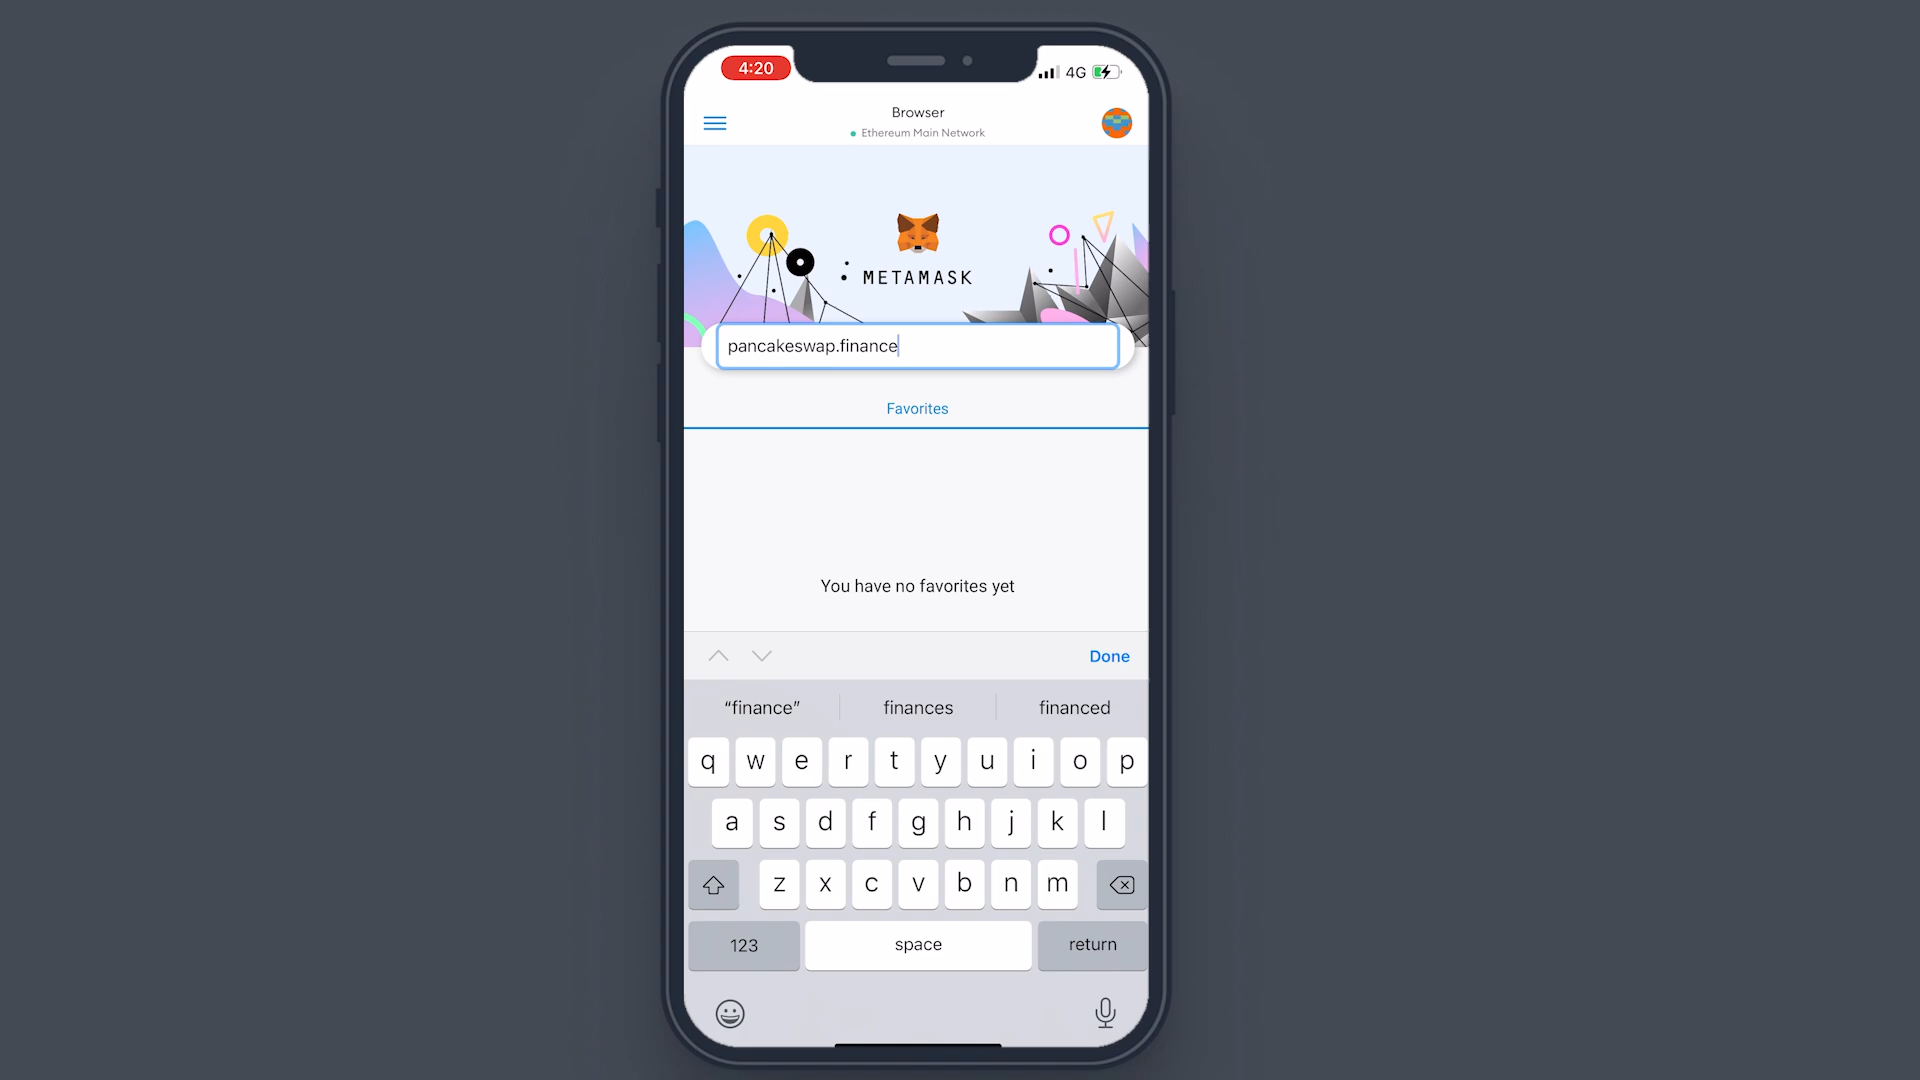 4:20
4G
Browser
Ethereum Main Network
METAMASK
pancakeswap.finance
Favorites
You have no favorites yet
Done
“finance” finances financed
q w e r t y u i o p
a s d f g h j k l
z x c v b n m
123 space return